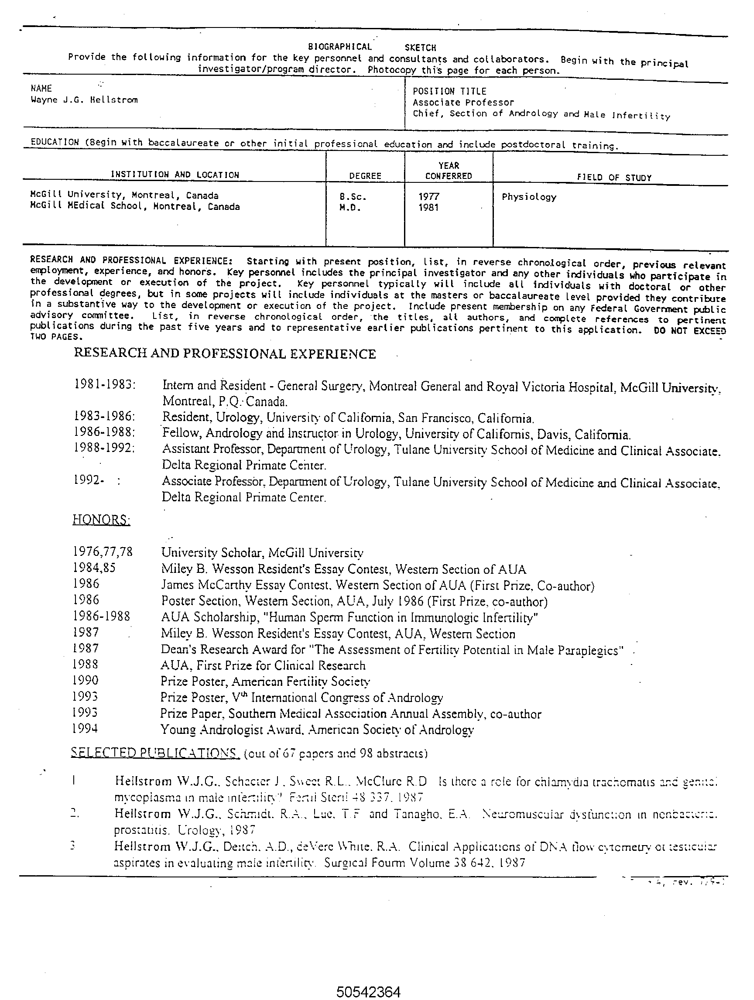 BIOGRAPHICAL SKETCH
Provide the following information for the key personnel and consultants and collaborators. Begin with the principal
investigator/program director. Photocopy this page for each person.
NAME
Wayne J.G. Hellstrom
POSITION TITLE
Associate Professor
Chief, Section of Andrology and Male Infertility
EDUCATION (Begin with baccalaureate or other initial professional education and include postdoctoral training.
INSTITUTION AND LOCATION DEGREE YEAR CONFERRED FIELD OF STUDY
McGill University, Montreal, Canada B.Sc. 1977 Physiology
McGill MEdical School, Montreal, Canada M.D. 1981
RESEARCH AND PROFESSIONAL EXPERIENCE: Starting with present position, list, in reverse chronological order, previous relevant
employment, experience, and honors. Key personnel includes the principal investigator and any other individuals who participate in
the development or execution of the project. Key personnel typically will include all individuals with doctoral or other
professional degrees, but in some projects will include individuals at the masters or baccalaureate level provided they contribute
in a substantive way to the development or execution of the project. Include present membership on any Federal Government public
advisory committee. List, in reverse chronological order, the titles, all authors, and complete references to pertinent
publications during the past five years and to representative earlier publications pertinent to this application. DO NOT EXCEED
TWO PAGES.
RESEARCH AND PROFESSIONAL EXPERIENCE
1981-1983: Intern and Resident - General Surgery, Montreal General and Royal Victoria Hospital, McGill University,
Montreal, P.Q. Canada.
1983-1986: Resident, Urology, University of California, San Francisco, California.
1986-1988: Fellow, Andrology and Instructor in Urology, University of Californis, Davis, California.
1988-1992: Assistant Professor, Department of Urology, Tulane University School of Medicine and Clinical Associate,
Delta Regional Primate Center.
1992- : Associate Professor, Department of Urology, Tulane University School of Medicine and Clinical Associate,
Delta Regional Primate Center.
HONORS:
1976,77,78 University Scholar, McGill University
1984,85 Miley B. Wesson Resident's Essay Contest, Western Section of AUA
1986 James McCarthy Essay Contest, Western Section of AUA (First Prize, Co-author)
1986 Poster Section, Western Section, AUA, July 1986 (First Prize, co-author)
1986-1988 AUA Scholarship, "Human Sperm Function in Immunologic Infertility"
1987 Miley B. Wesson Resident's Essay Contest, AUA, Western Section
1987 Dean's Research Award for "The Assessment of Fertility Potential in Male Paraplegics"
1988 AUA, First Prize for Clinical Research
1990 Prize Poster, American Fertility Society
1993 Prize Poster, Vth International Congress of Andrology
1993 Prize Paper, Southern Medical Association Annual Assembly, co-author
1994 Young Andrologist Award, American Society of Andrology
SELECTED PUBLICATIONS. (out of 67 papers and 98 abstracts)
1 Hellstrom W.J.G., Schacter J., Sweet R.L., McClure R.D. Is there a role for chlamydia trachomatis and genital
mycoplasma in male infertility? Fertil Steril 48 337, 1987
2. Hellstrom W.J.G., Schmidt, R.A., Lue, T.F. and Tanagho, E.A. Neuromuscular dysfunction in nonbacterial
prostatitis. Urology, 1987
3 Hellstrom W.J.G., Deitch, A.D., deVere White, R.A. Clinical Applications of DNA flow cytometry of testicular
aspirates in evaluating male infertility. Surgical Fourm Volume 38 642, 1987
50542364